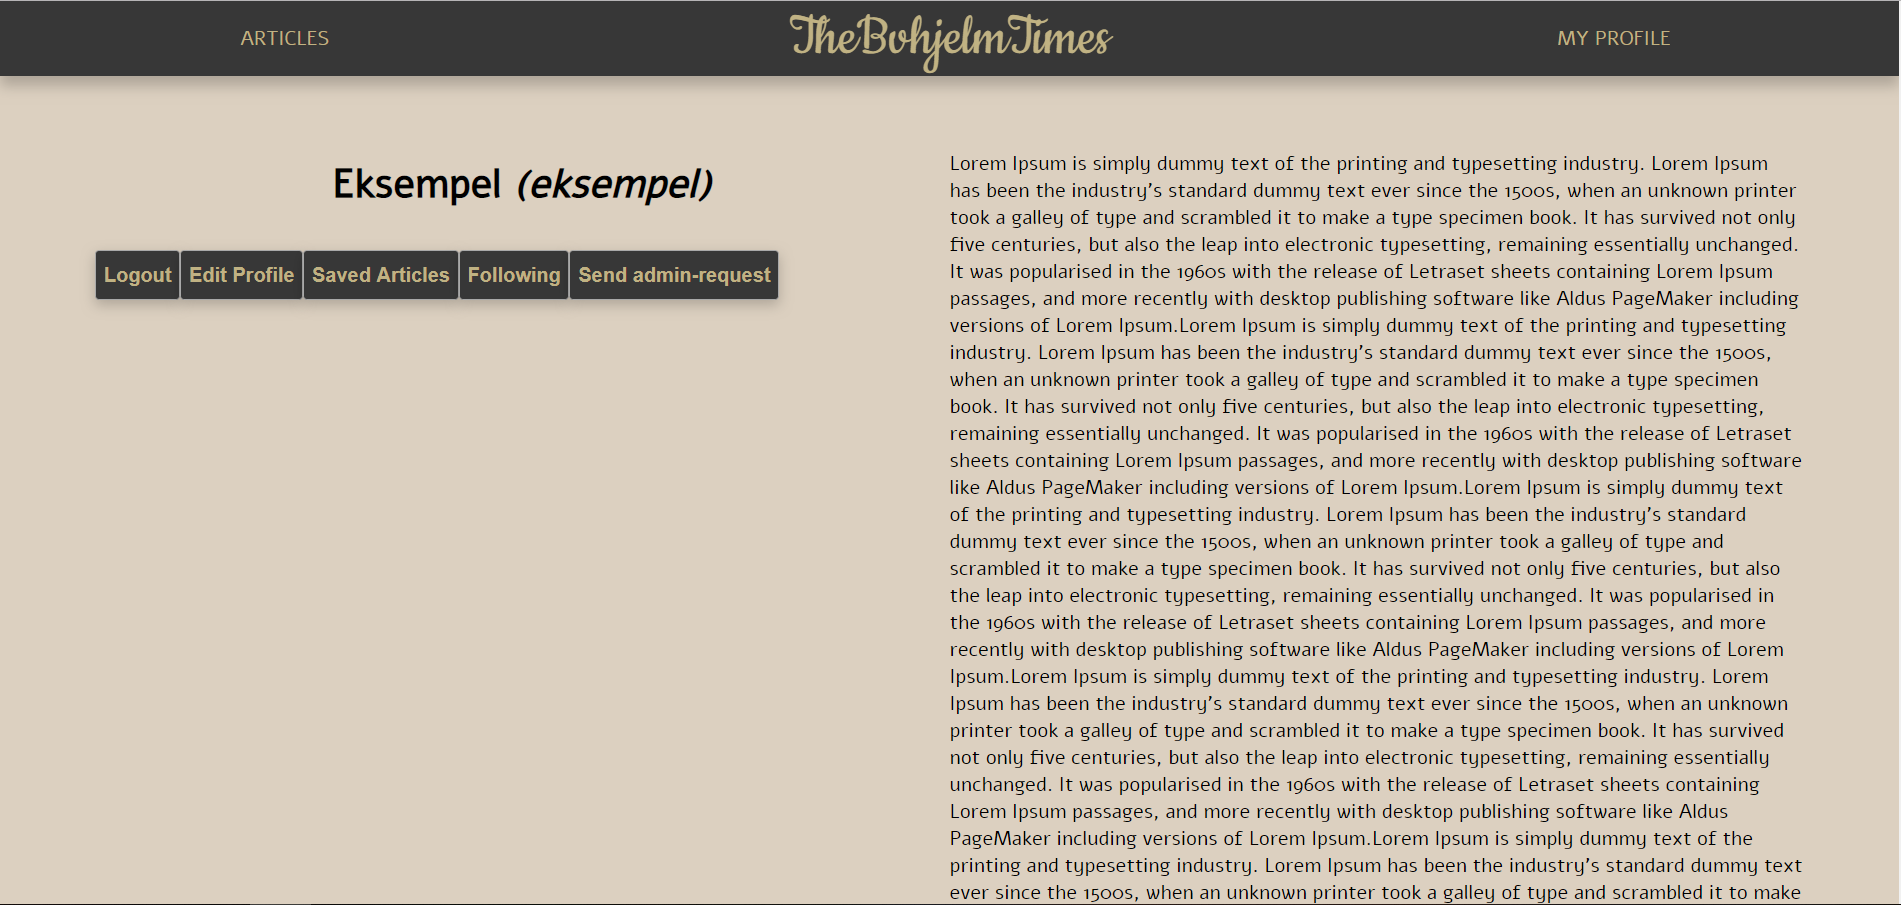 ARTICLES
TheBohjelmTimes
MY PROFILE
Eksempel (eksempel)
Logout
Edit Profile
Saved Articles
Following
Send admin-request
Lorem Ipsum is simply dummy text of the printing and typesetting industry. Lorem Ipsum
has been the industry's standard dummy text ever since the 1500s, when an unknown printer
took a galley of type and scrambled it to make a type specimen book. It has survived not only
five centuries, but also the leap into electronic typesetting, remaining essentially unchanged.
It was popularised in the 1960s with the release of Letraset sheets containing Lorem Ipsum
passages, and more recently with desktop publishing software like Aldus PageMaker including
versions of Lorem Ipsum.Lorem Ipsum is simply dummy text of the printing and typesetting
industry. Lorem Ipsum has been the industry's standard dummy text ever since the 1500s,
when an unknown printer took a galley of type and scrambled it to make a type specimen
book. It has survived not only five centuries, but also the leap into electronic typesetting,
remaining essentially unchanged. It was popularised in the 1960s with the release of Letraset
sheets containing Lorem Ipsum passages, and more recently with desktop publishing software
like Aldus PageMaker including versions of Lorem Ipsum.Lorem Ipsum is simply dummy text
of the printing and typesetting industry. Lorem Ipsum has been the industry's standard
dummy text ever since the 1500s, when an unknown printer took a galley of type and
scrambled it to make a type specimen book. It has survived not only five centuries, but also
the leap into electronic typesetting, remaining essentially unchanged. It was popularised in
the 1960s with the release of Letraset sheets containing Lorem Ipsum passages, and more
recently with desktop publishing software like Aldus PageMaker including versions of Lorem
Ipsum.Lorem Ipsum is simply dummy text of the printing and typesetting industry. Lorem
Ipsum has been the industry's standard dummy text ever since the 1500s, when an unknown
printer took a galley of type and scrambled it to make a type specimen book. It has survived
not only five centuries, but also the leap into electronic typesetting, remaining essentially
unchanged. It was popularised in the 1960s with the release of Letraset sheets containing
Lorem Ipsum passages, and more recently with desktop publishing software like Aldus
PageMaker including versions of Lorem Ipsum.Lorem Ipsum is simply dummy text of the
printing and typesetting industry. Lorem Ipsum has been the industry's standard dummy text
ever since the 1500s, when an unknown printer took a galley of type and scrambled it to make